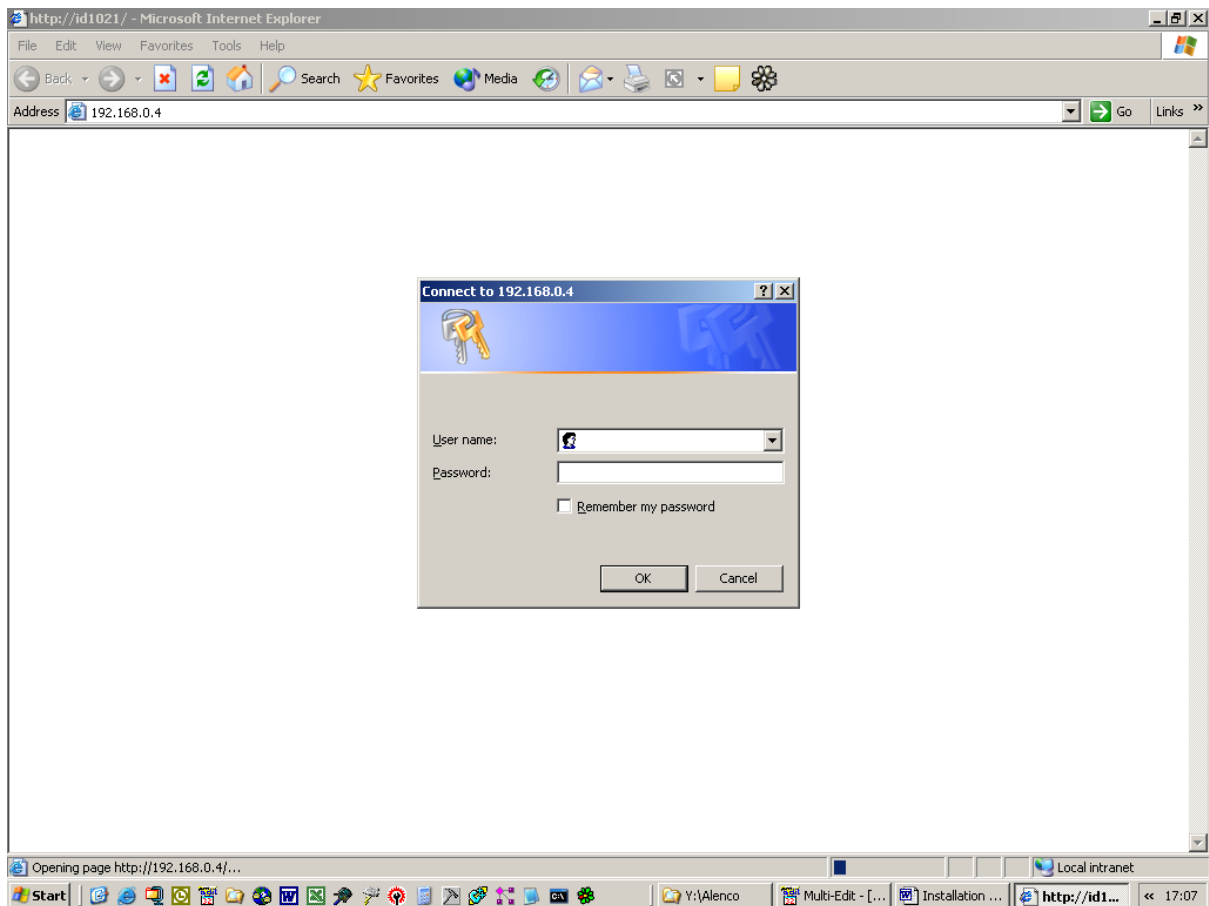 http://id1021/ - Microsoft Internet Explorer
File Edit View Favorites Tools Help
Back Search Favorites Media
Address 192.168.0.4 Go Links »
Connect to 192.168.0.4
User name:
Password:
Remember my password
OK Cancel
Opening page http://192.168.0.4/... Local intranet
Start Y:\Alenco Multi-Edit - [... Installation ... http://id1... « 17:07